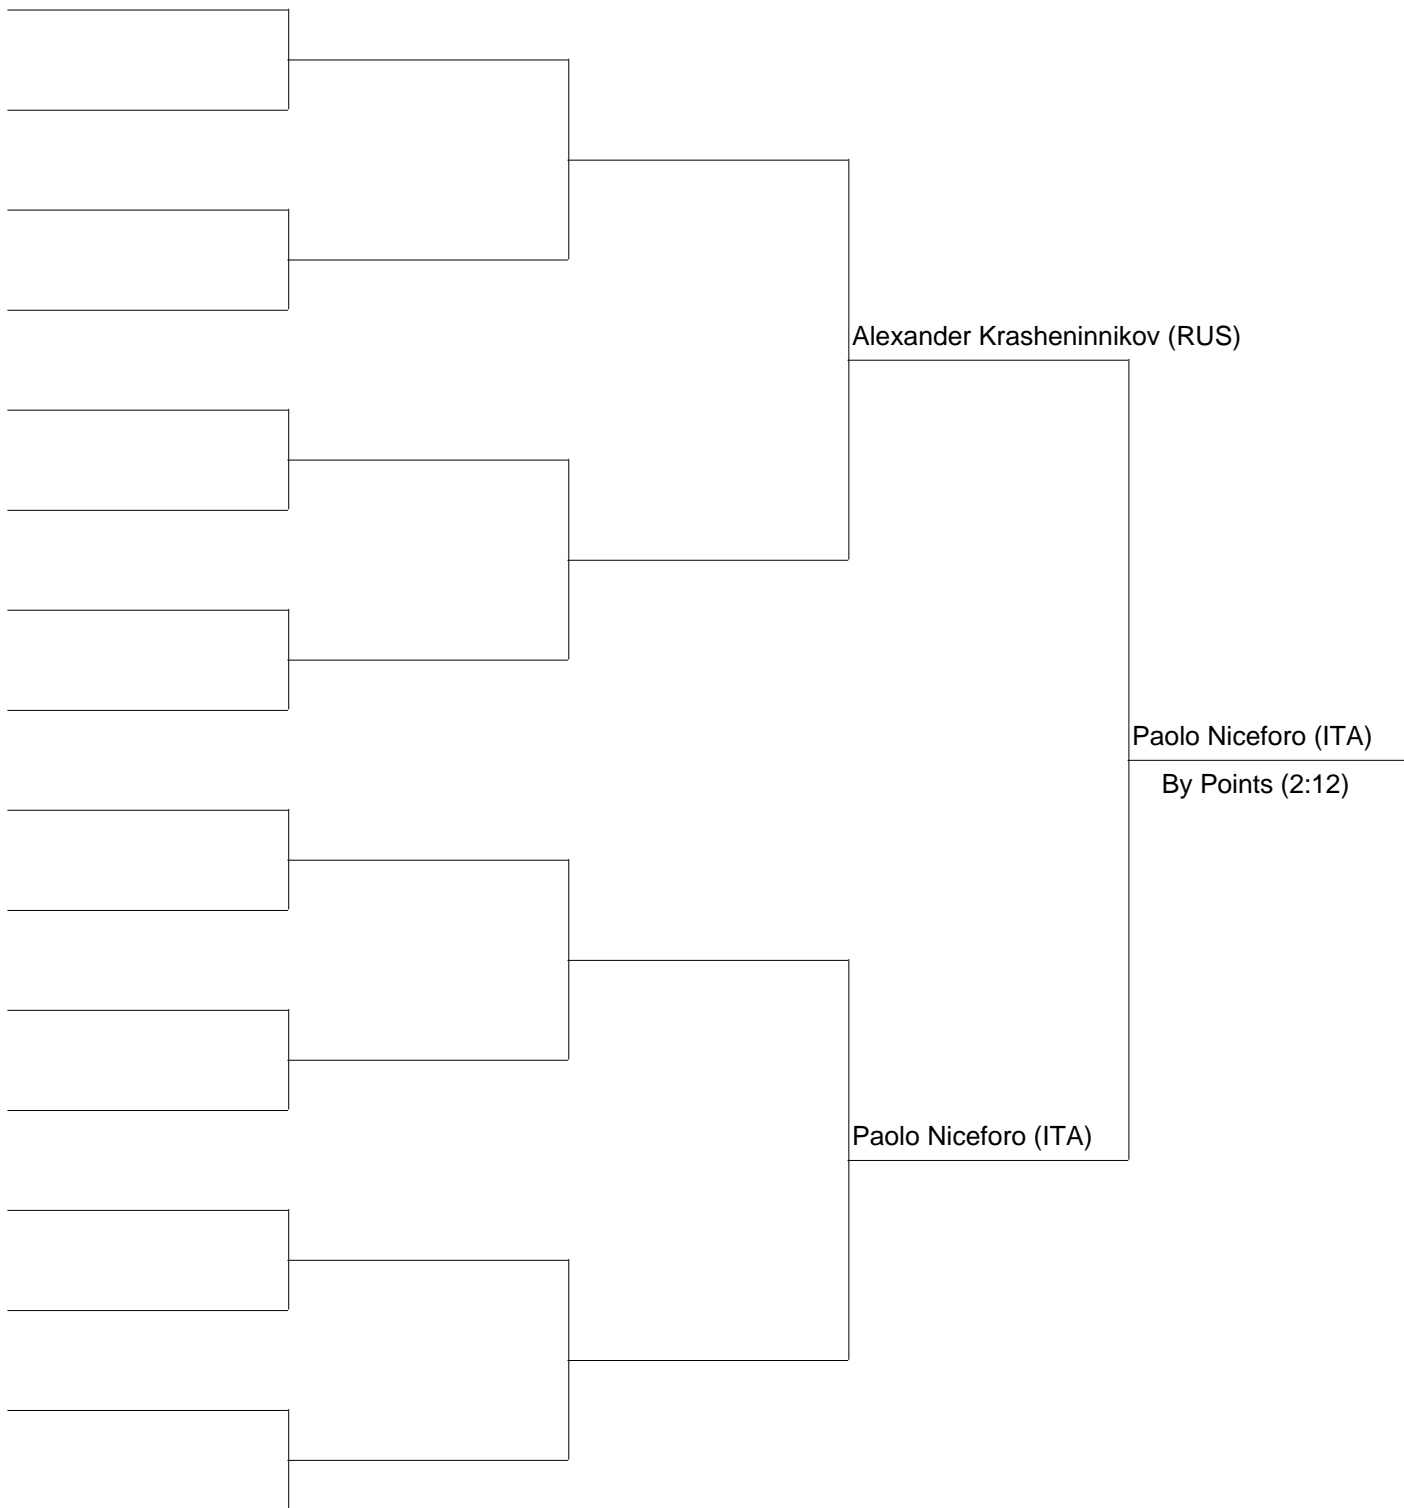 Alexander Krasheninnikov (RUS)
Paolo Niceforo (ITA)
By Points (2:12)
Paolo Niceforo (ITA)